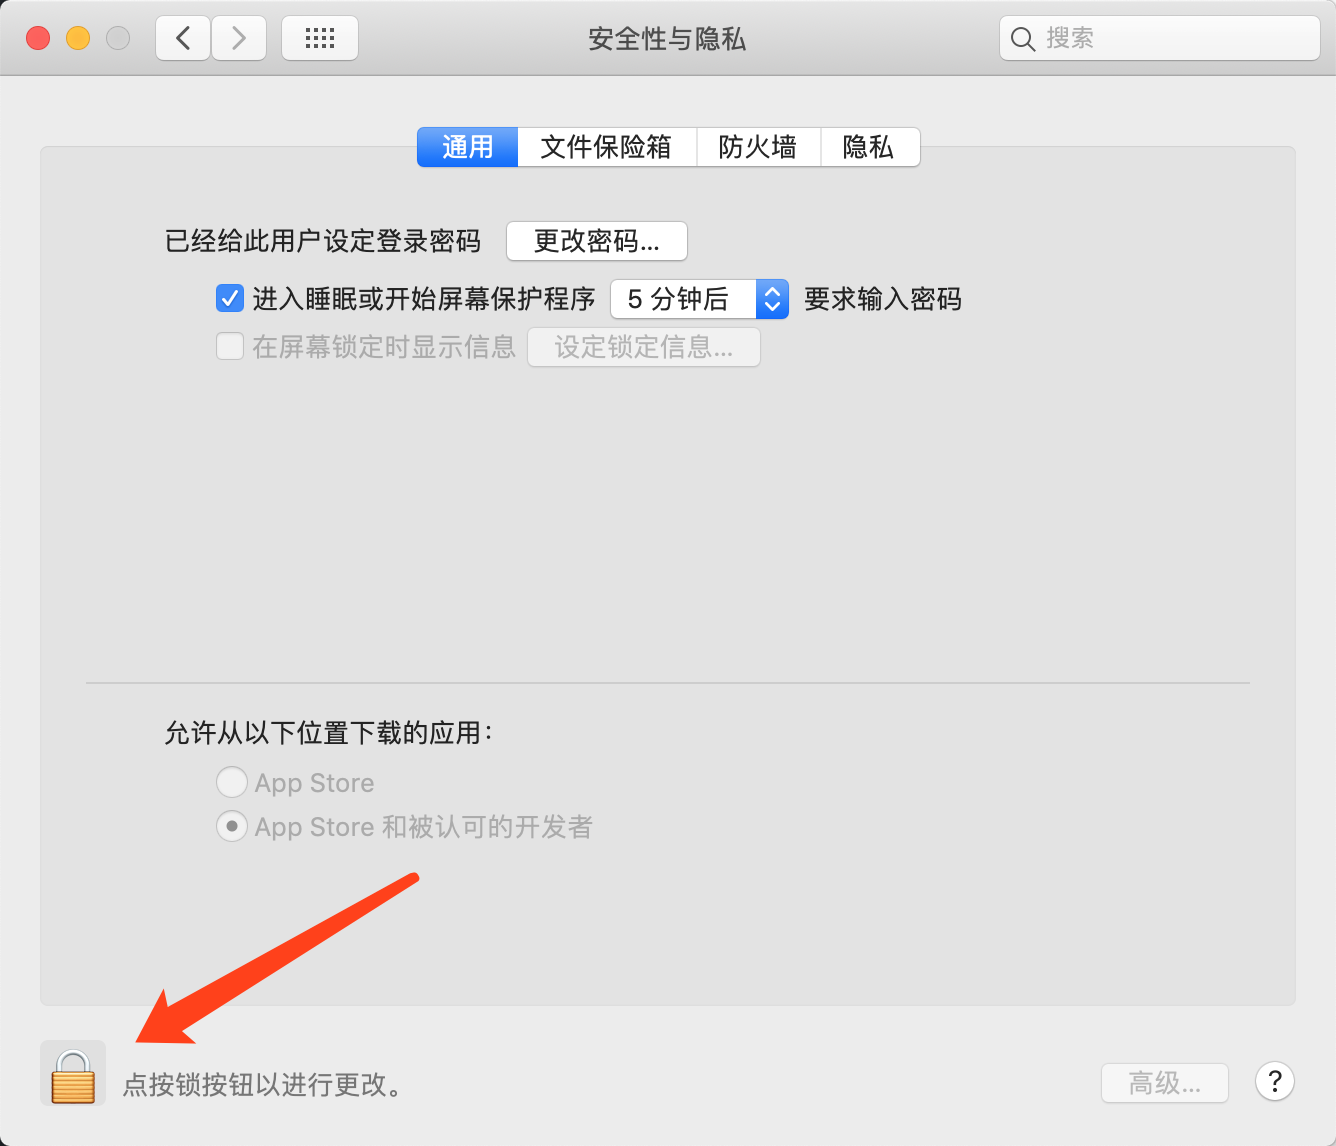 安全性与隐私
搜索
通用 文件保险箱 防火墙 隐私
已经给此用户设定登录密码 更改密码...
进入睡眠或开始屏幕保护程序 5 分钟后 要求输入密码
在屏幕锁定时显示信息 设定锁定信息...
允许从以下位置下载的应用：
App Store
App Store 和被认可的开发者
点按锁按钮以进行更改。
高级... ?